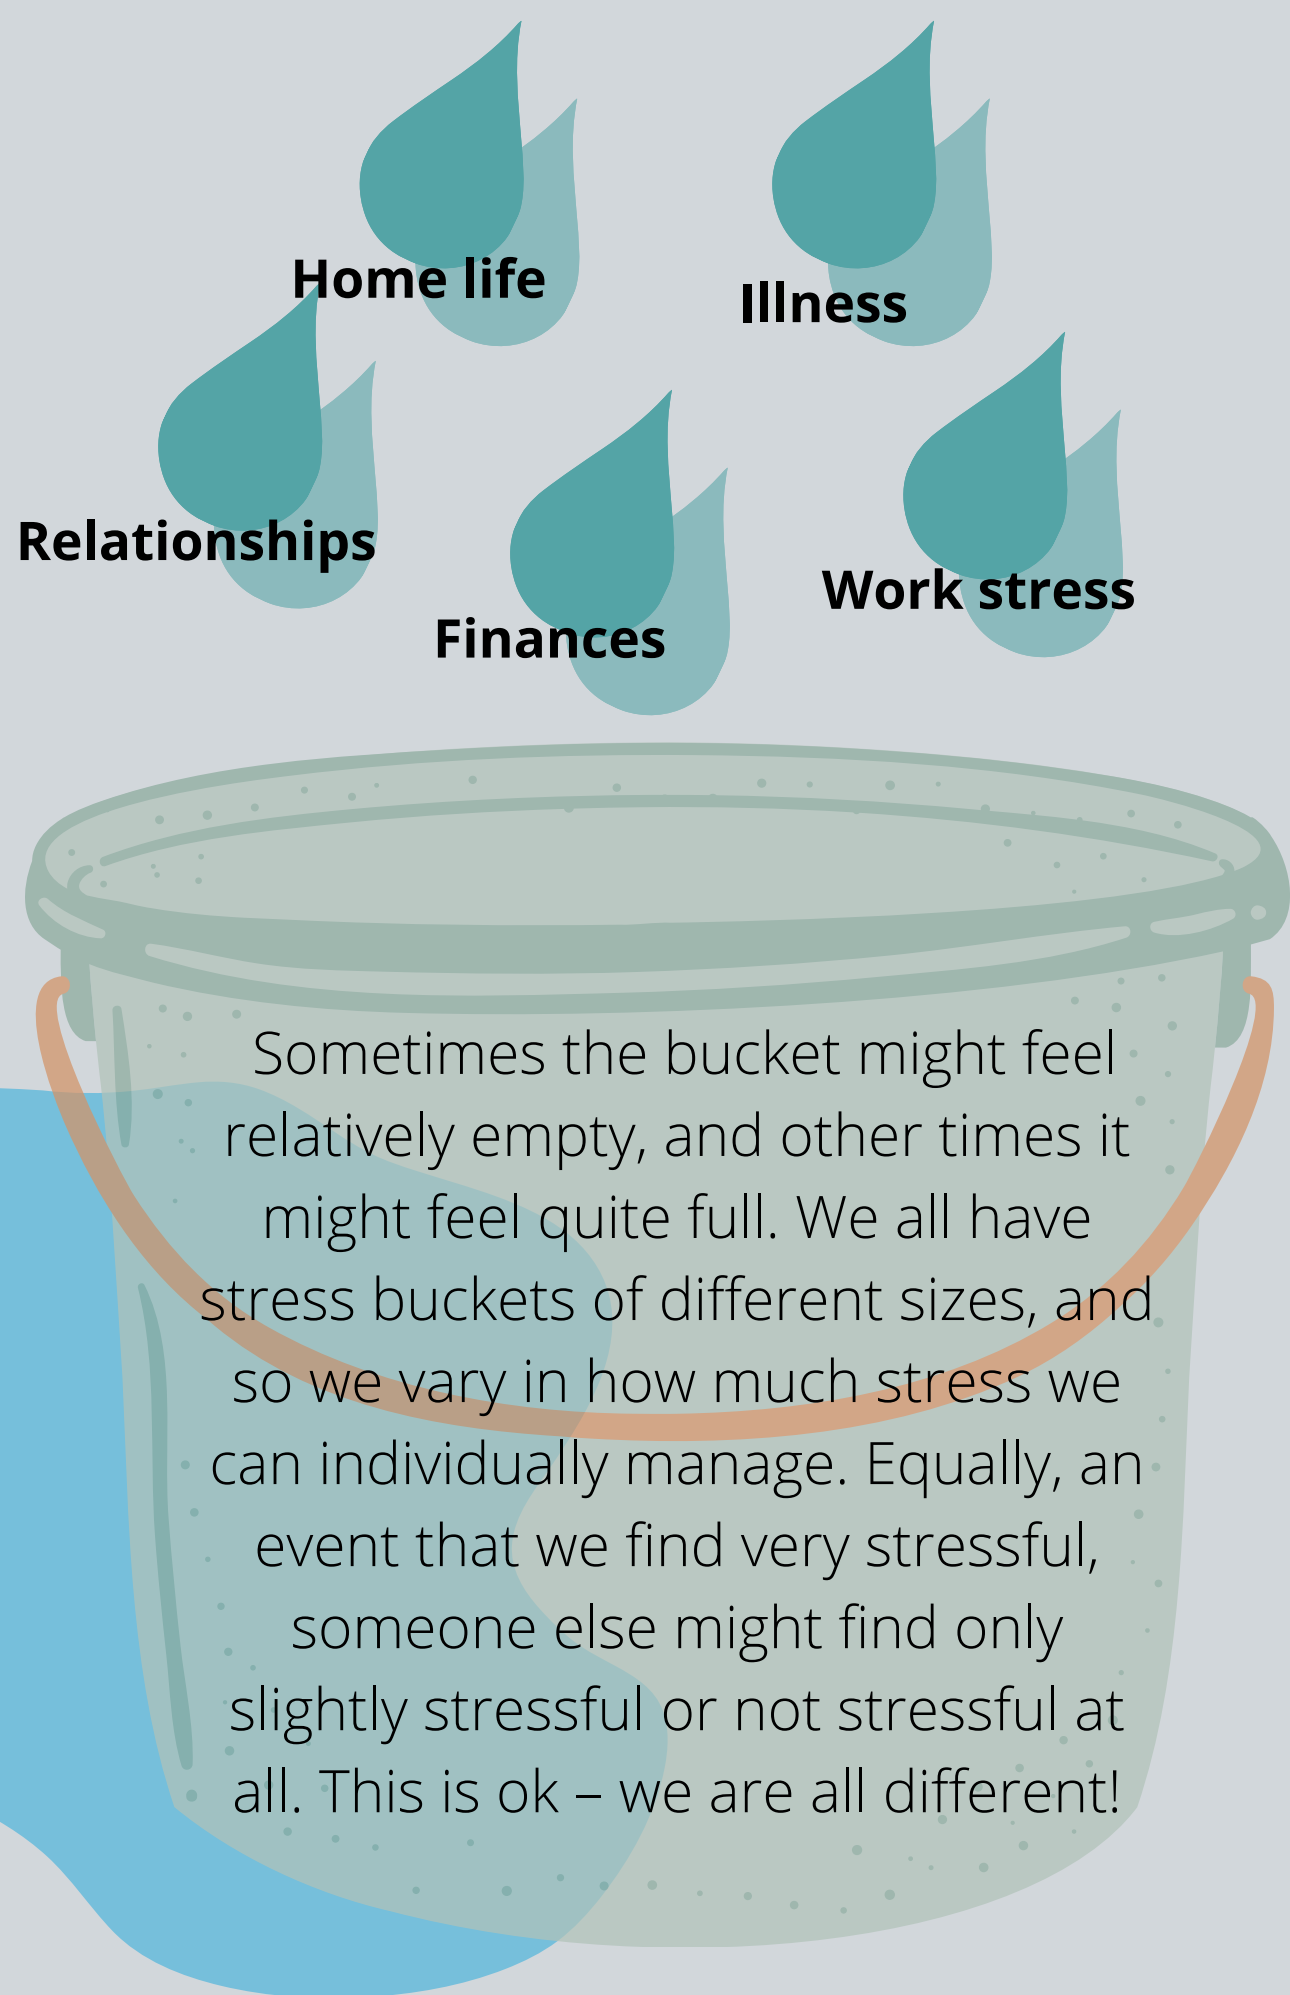 Home life
Illness
Relationships
Work stress
Finances
Sometimes the bucket might feel
relatively empty, and other times it
might feel quite full. We all have
stress buckets of different sizes, and
so we vary in how much stress we
can individually manage. Equally, an
event that we find very stressful,
someone else might find only
slightly stressful or not stressful at
all. This is ok – we are all different!